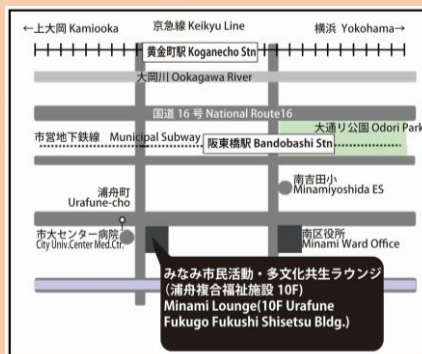 ←上大岡 Kamiooka 京急線 Keikyu Line 横浜 Yokohama→
黄金町駅 Koganecho Stn
大岡川 Ookagawa River
国道 16 号 National Route16
大通り公園 Odori Park
市営地下鉄線 Municipal Subway 阪東橋駅 Bandobashi Stn
南吉田小
Minamiyoshida ES
浦舟町
Urafune-cho
市大センター病院
City Univ.Center Med.Ctr.
南区役所
Minami Ward Office
みなみ市民活動・多文化共生ラウンジ
(浦舟複合福祉施設 10F)
Minami Lounge(10F Urafune
Fukugo Fukushi Shisetsu Bldg.)